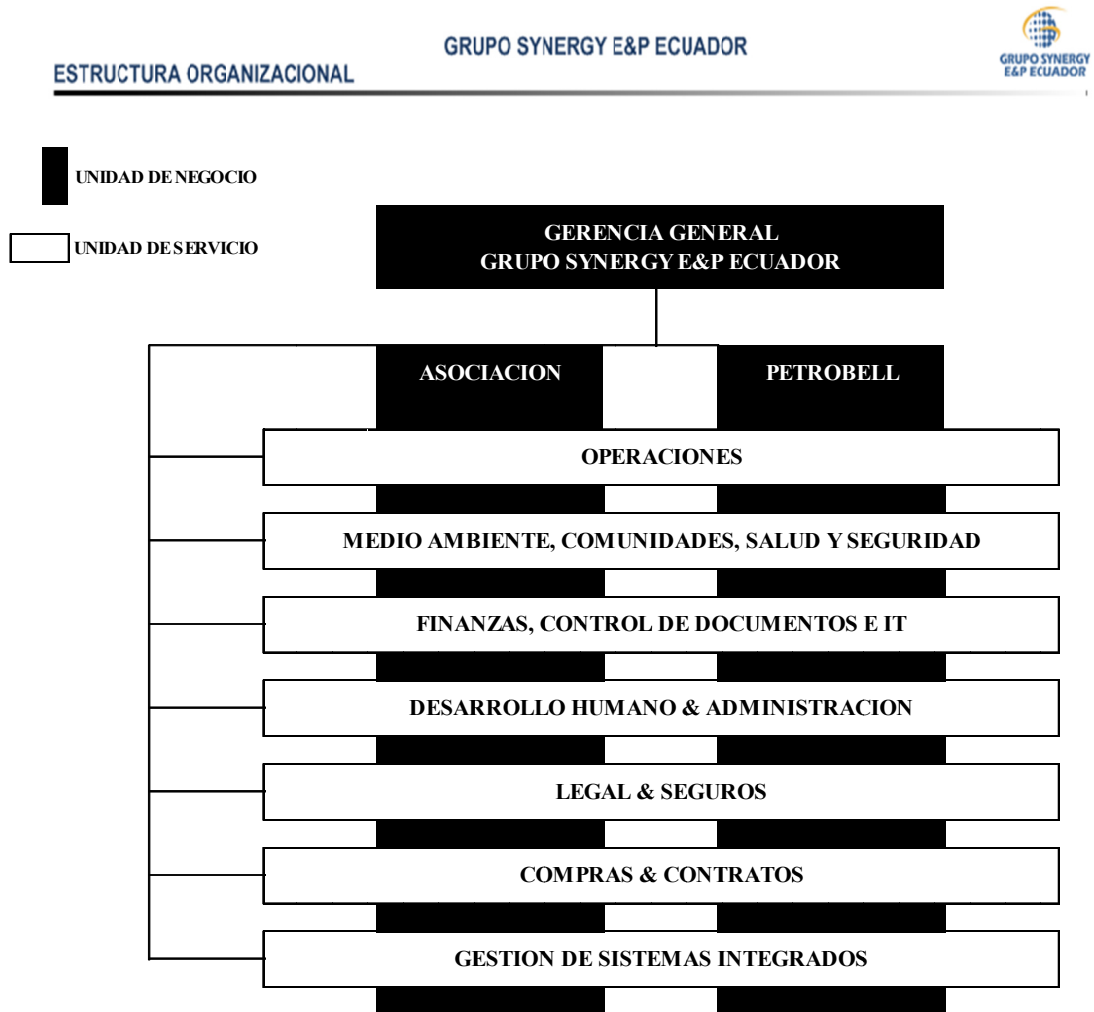 GRUPO SYNERGY E&P ECUADOR
GRUPO SYNERGY
E&P ECUADOR
ESTRUCTURA ORGANIZACIONAL
UNIDAD DE NEGOCIO
UNIDAD DE SERVICIO
GERENCIA GENERAL
GRUPO SYNERGY E&P ECUADOR
ASOCIACION
PETROBELL
OPERACIONES
MEDIO AMBIENTE, COMUNIDADES, SALUD Y SEGURIDAD
FINANZAS, CONTROL DE DOCUMENTOS E IT
DESARROLLO HUMANO & ADMINISTRACION
LEGAL & SEGUROS
COMPRAS & CONTRATOS
GESTION DE SISTEMAS INTEGRADOS